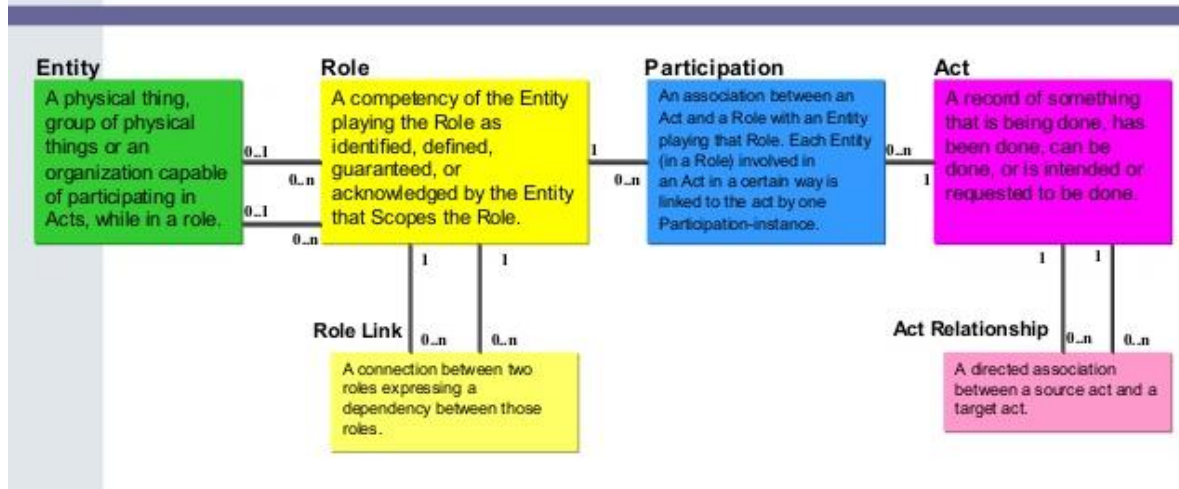 Entity
A physical thing,
group of physical
things or an
organization capable
of participating in
Acts, while in a role.
0..1
0..n
0..1
0..n
Role
A competency of the Entity
playing the Role as
identified, defined,
guaranteed, or
acknowledged by the Entity
that Scopes the Role.
1
0..n
Participation
An association between an
Act and a Role with an Entity
playing that Role. Each Entity
(in a Role) involved in
an Act in a certain way is
linked to the act by one
Participation-instance.
0..n
1
Act
A record of something
that is being done, has
been done, can be
done, or is intended or
requested to be done.
1
1
Role Link
0..n
0..n
A connection between two
roles expressing a
dependency between those
roles.
1
1
Act Relationship
0..n
0..n
A directed association
between a source act and a
target act.